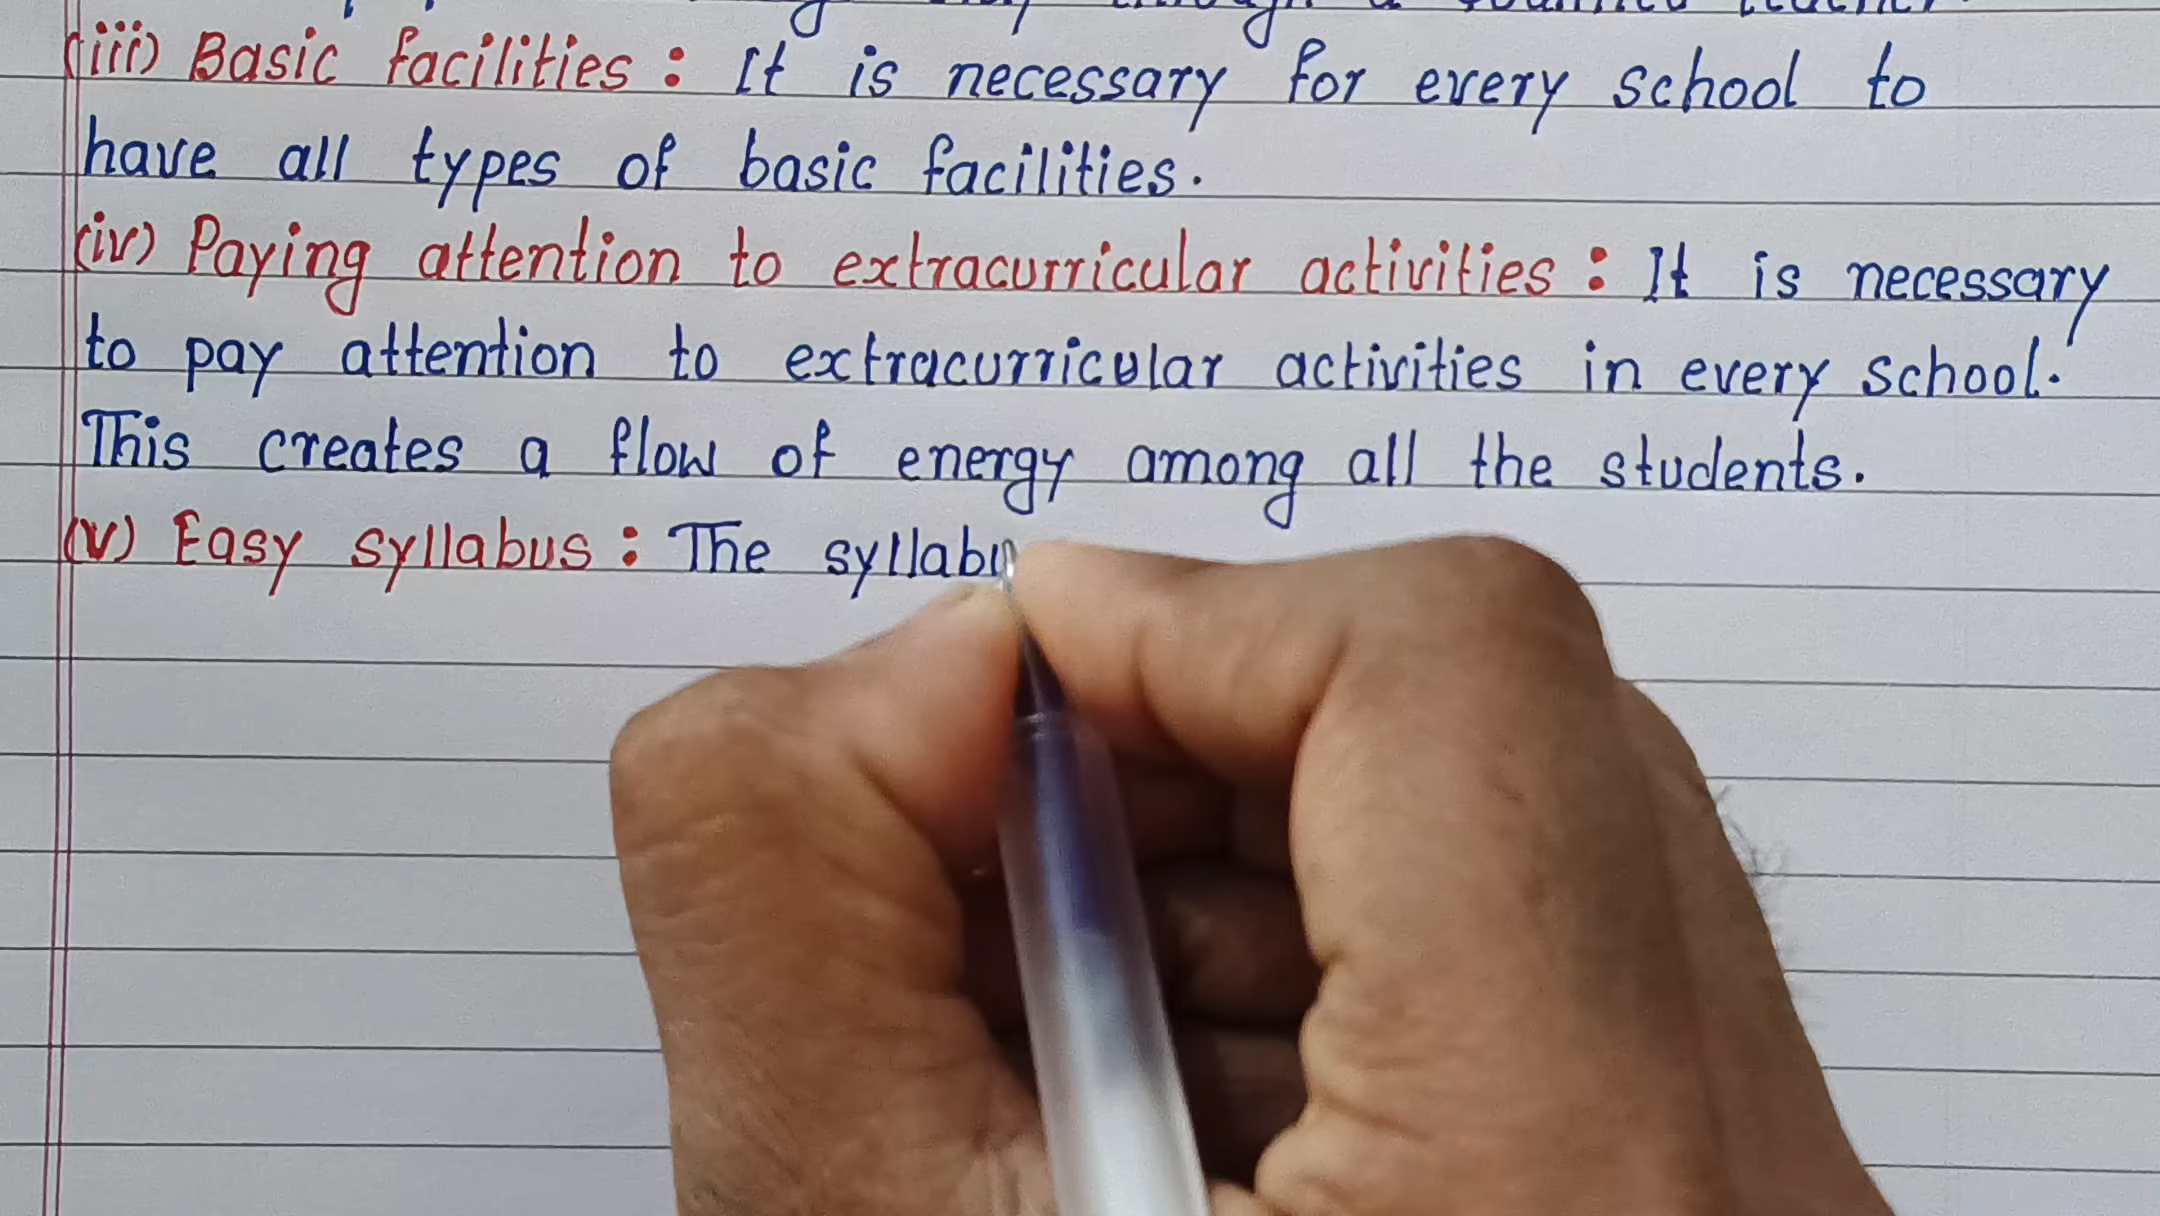 through a
(iii) Basic facilities : It is necessary for every school to
have all types of basic facilities.
(iv) Paying attention to extracurricular activities : It is necessary
to pay attention to extracurricular activities in every school.
This creates a flow of energy among all the students.
(v) Easy syllabus : The syllabu